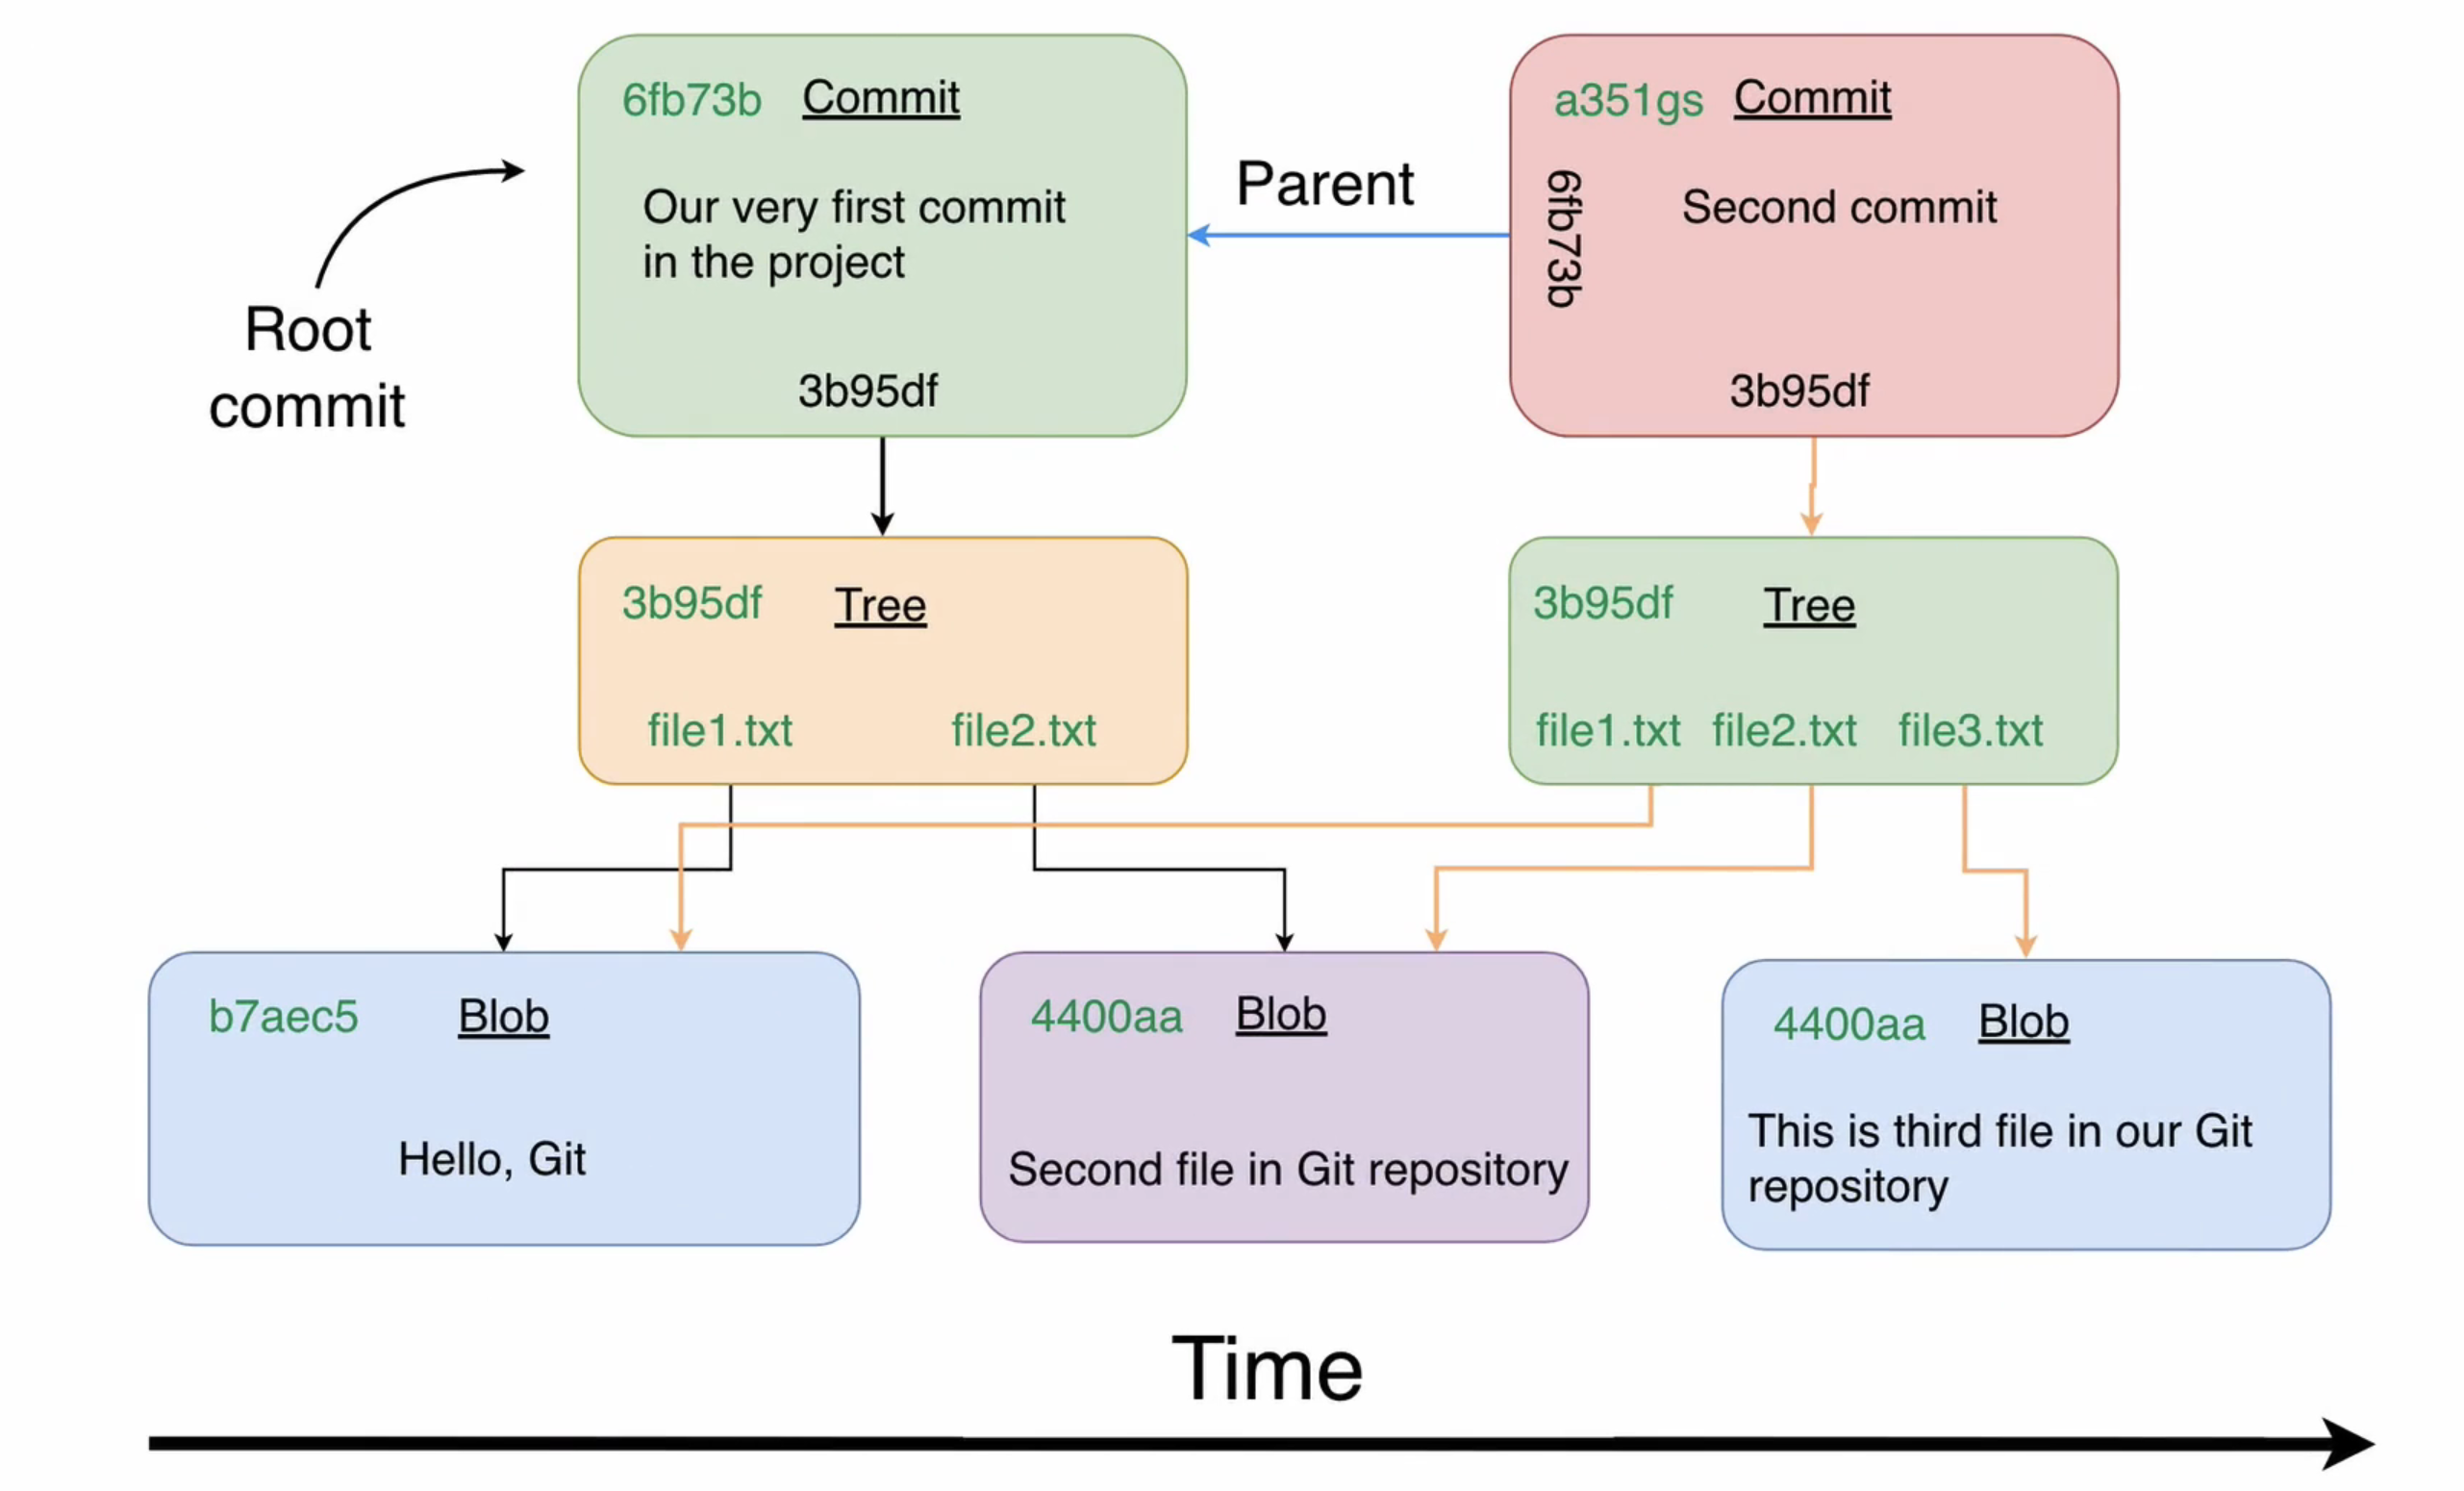 6fb73b Commit
Our very first commit
in the project
3b95df
a351gs Commit
6fb73b
Second commit
3b95df
Parent
Root
commit
3b95df Tree
file1.txt file2.txt
3b95df Tree
file1.txt file2.txt file3.txt
b7aec5 Blob
Hello, Git
4400aa Blob
Second file in Git repository
4400aa Blob
This is third file in our Git
repository
Time